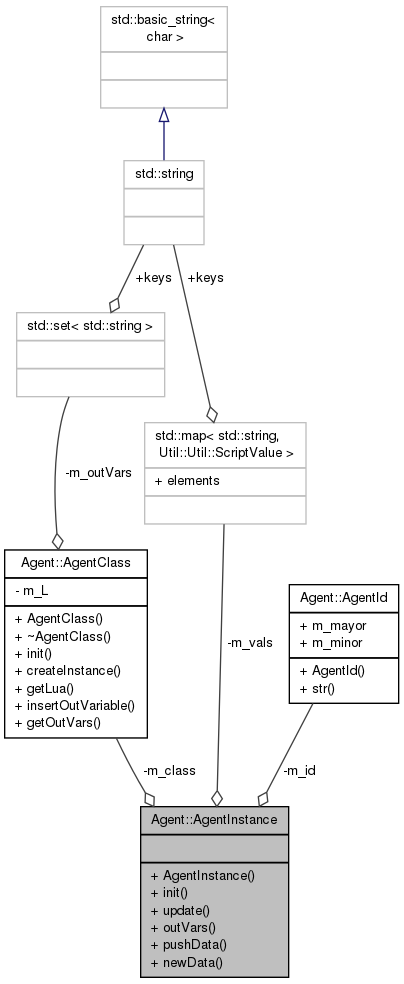 std::basic_string<
char >
std::string
+keys
+keys
std::set< std::string >
std::map< std::string,
Util::Util::ScriptValue >
+ elements
-m_outVars
Agent::AgentClass
- m_L
+ AgentClass()
+ ~AgentClass()
+ init()
+ createInstance()
+ getLua()
+ insertOutVariable()
+ getOutVars()
Agent::AgentId
+ m_mayor
+ m_minor
+ AgentId()
+ str()
-m_vals
-m_class
-m_id
Agent::AgentInstance
+ AgentInstance()
+ init()
+ update()
+ outVars()
+ pushData()
+ newData()